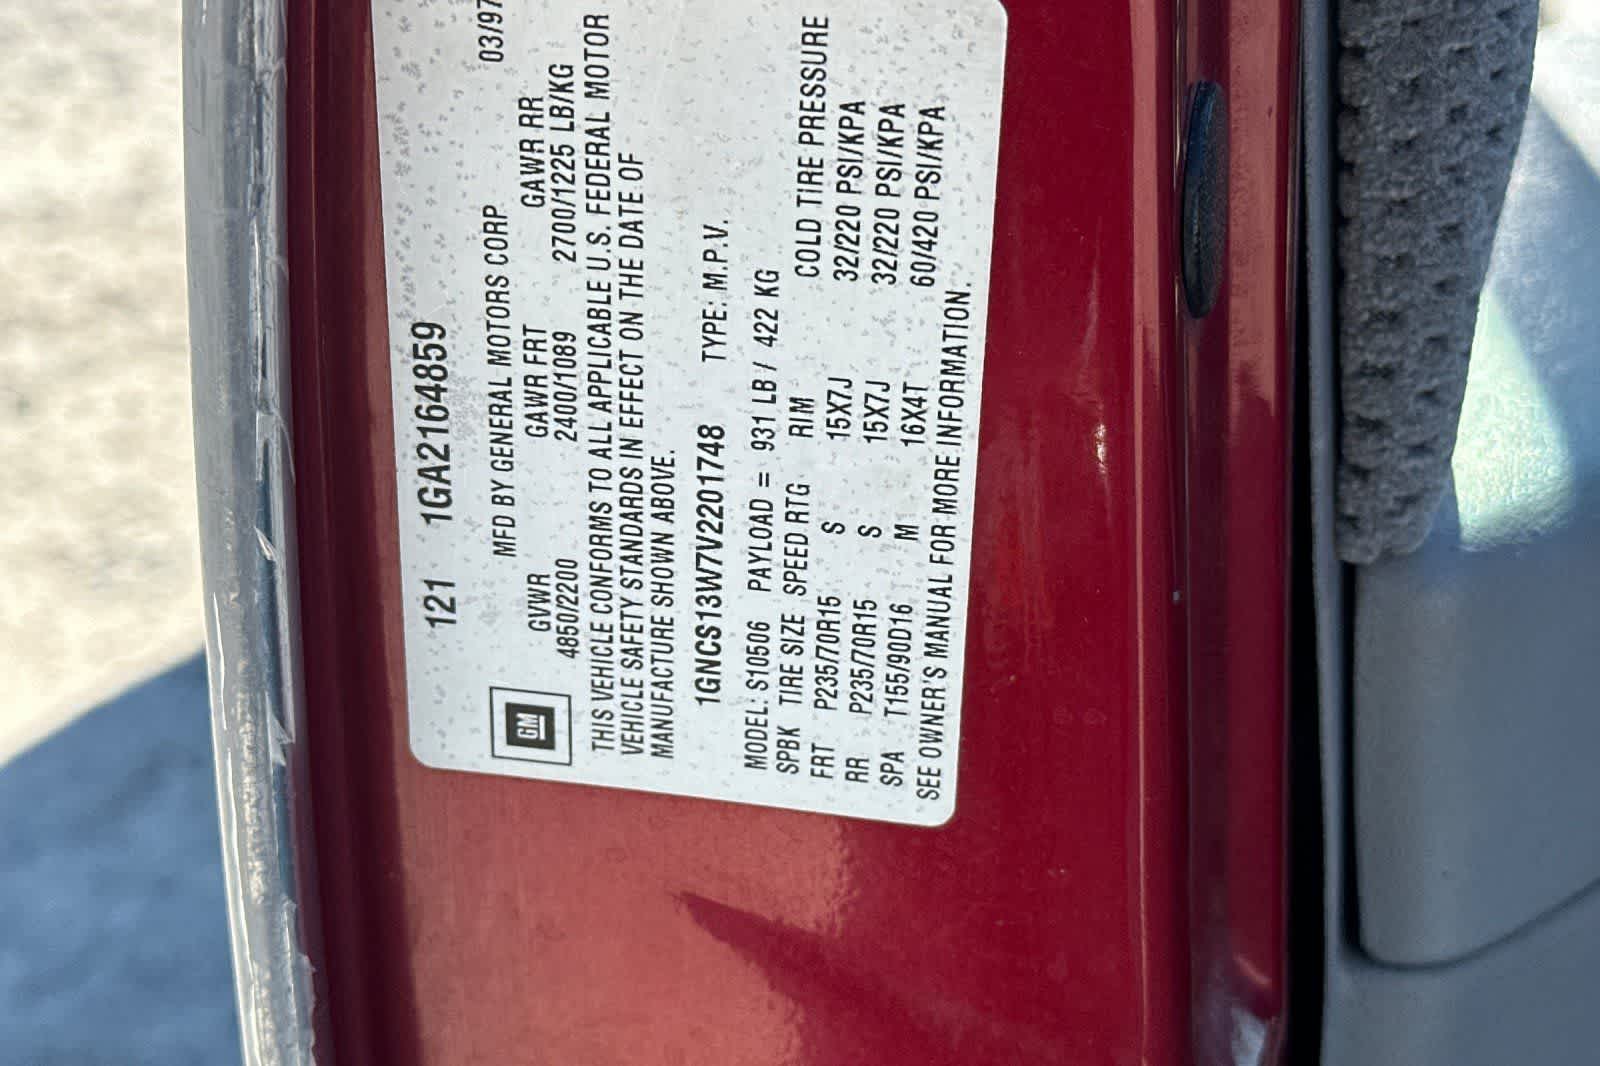 121 1GA2164859
MFD BY GENERAL MOTORS CORP 03/97
GM
GVWR GAWR FRT GAWR RR
4850/2200 2400/1089 2700/1225 LB/KG
THIS VEHICLE CONFORMS TO ALL APPLICABLE U.S. FEDERAL MOTOR
VEHICLE SAFETY STANDARDS IN EFFECT ON THE DATE OF
MANUFACTURE SHOWN ABOVE.
1GNCS13W7V2201748 TYPE: M.P.V.
MODEL: S10506 PAYLOAD = 931 LB/ 422 KG
SPBK TIRE SIZE SPEED RTG RIM COLD TIRE PRESSURE
FRT P235/70R15 S 15X7J 32/220 PSI/KPA
RR P235/70R15 S 15X7J 32/220 PSI/KPA
SPA T155/90D16 M 16X4T 60/420 PSI/KPA
SEE OWNER'S MANUAL FOR MORE INFORMATION.